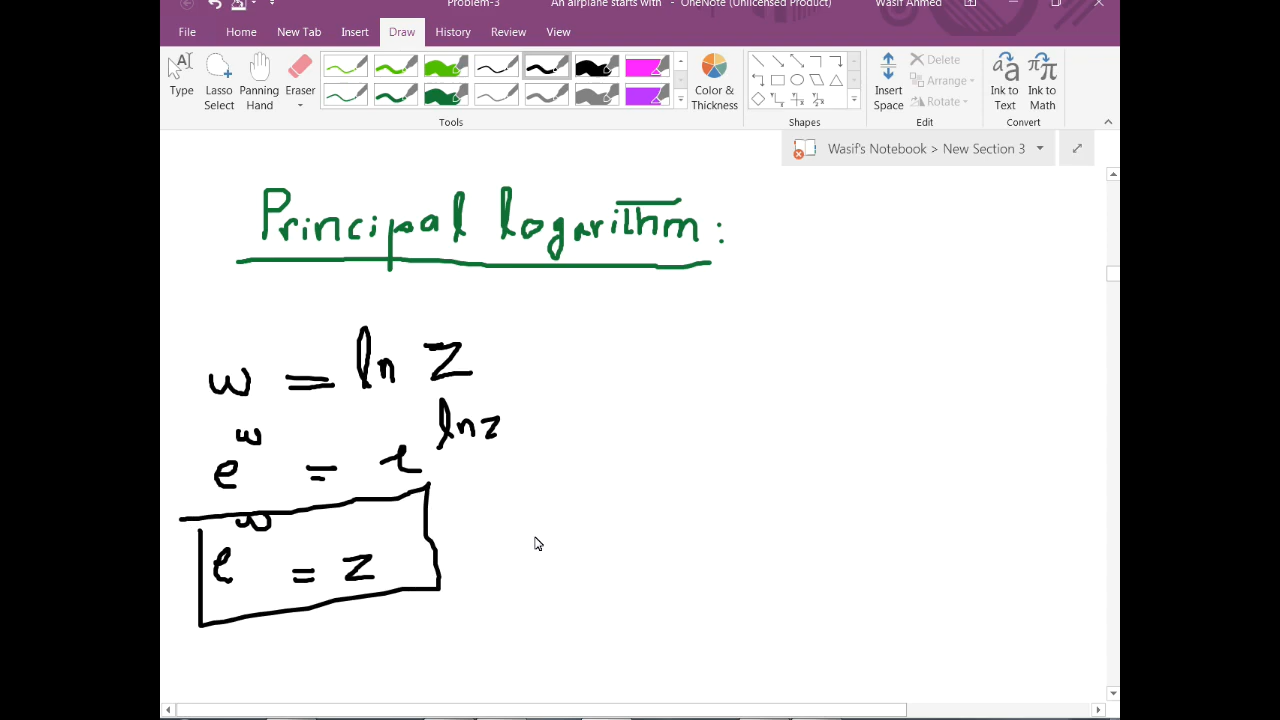 Problem-3 An airplane starts with - OneNote (Unlicensed Product) Wasif Ahmed
File Home New Tab Insert Draw History Review View
Type Lasso Select Panning Hand Eraser Color & Thickness Insert Space Delete Arrange Rotate Ink to Text Ink to Math
Tools Shapes Edit Convert
Wasif's Notebook > New Section 3
Principal logarithm:
w = ln z
e^w = e^ln z
e^w = z